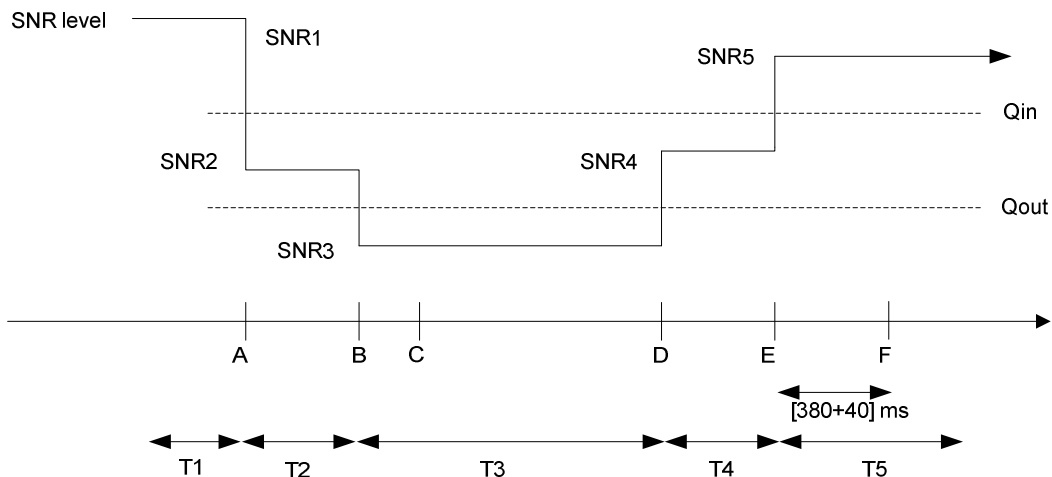 SNR level
SNR1
SNR5
Qin
SNR2
SNR4
Qout
SNR3
A
B
C
D
E
F
[380+40] ms
T1
T2
T3
T4
T5